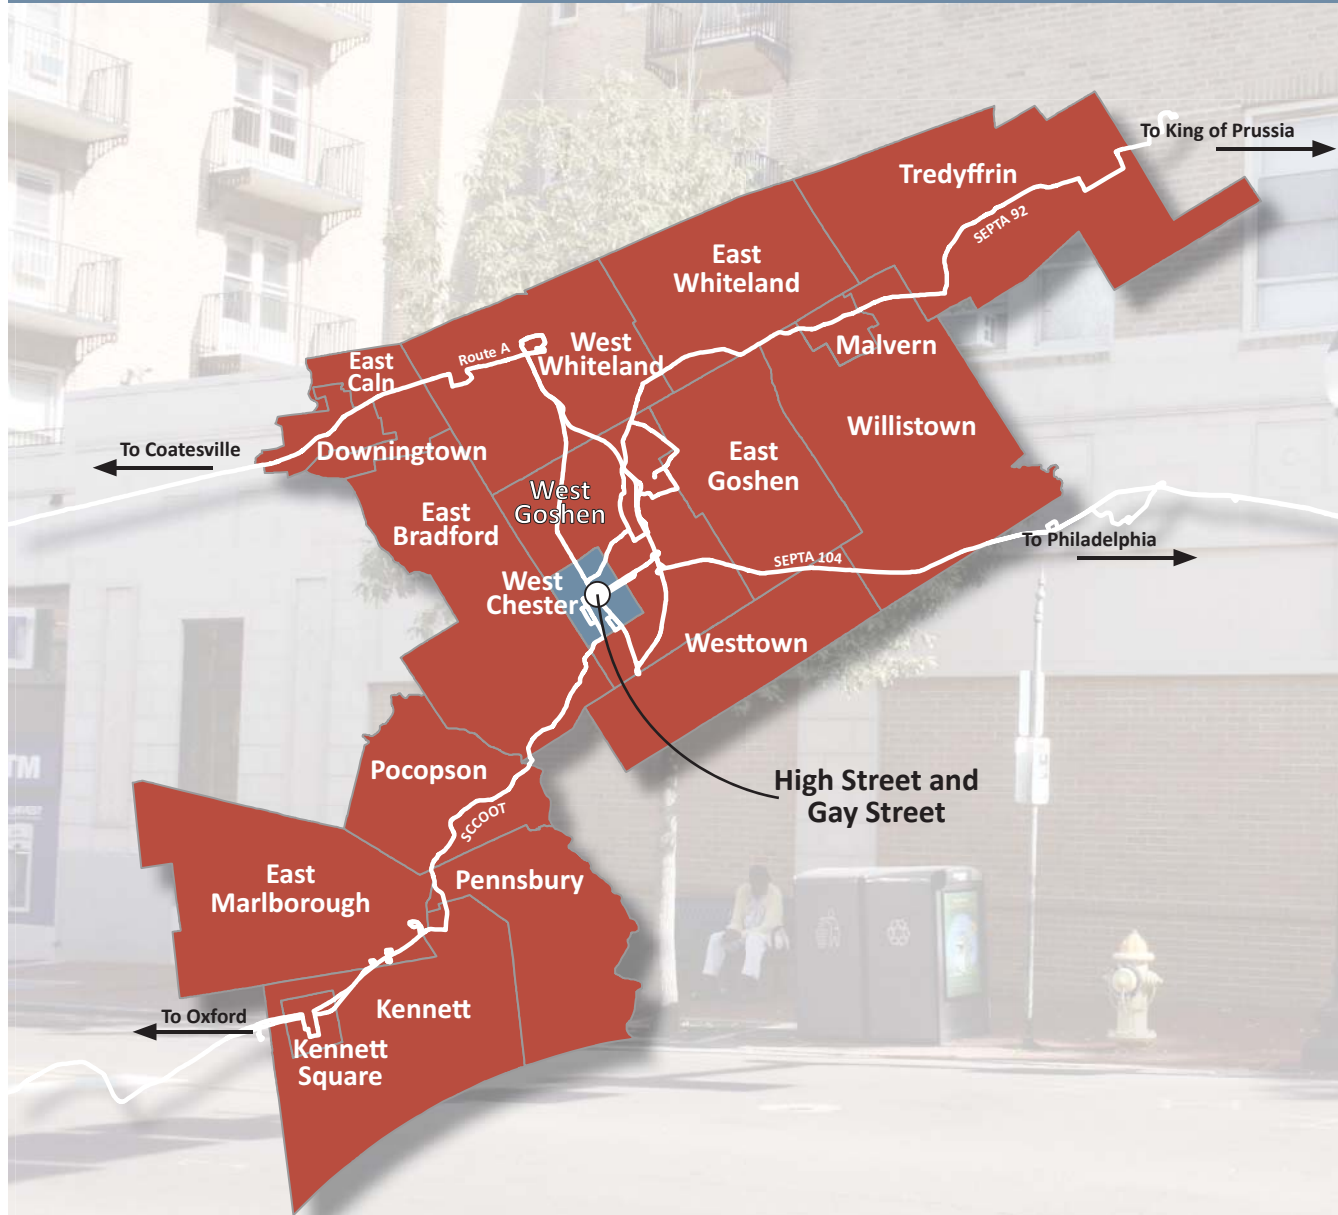 To King of Prussia
Tredyffrin
SEPTA 92
East
Whiteland
West
Whiteland
Malvern
Route A
East
Caln
Willistown
To Coatesville
Downingtown
East
Goshen
West
Goshen
East
Bradford
To Philadelphia
SEPTA 104
West
Chester
Westtown
Pocopson
High Street and
Gay Street
TM
SCCOOT
East
Marlborough
Pennsbury
Kennett
To Oxford
Kennett
Square